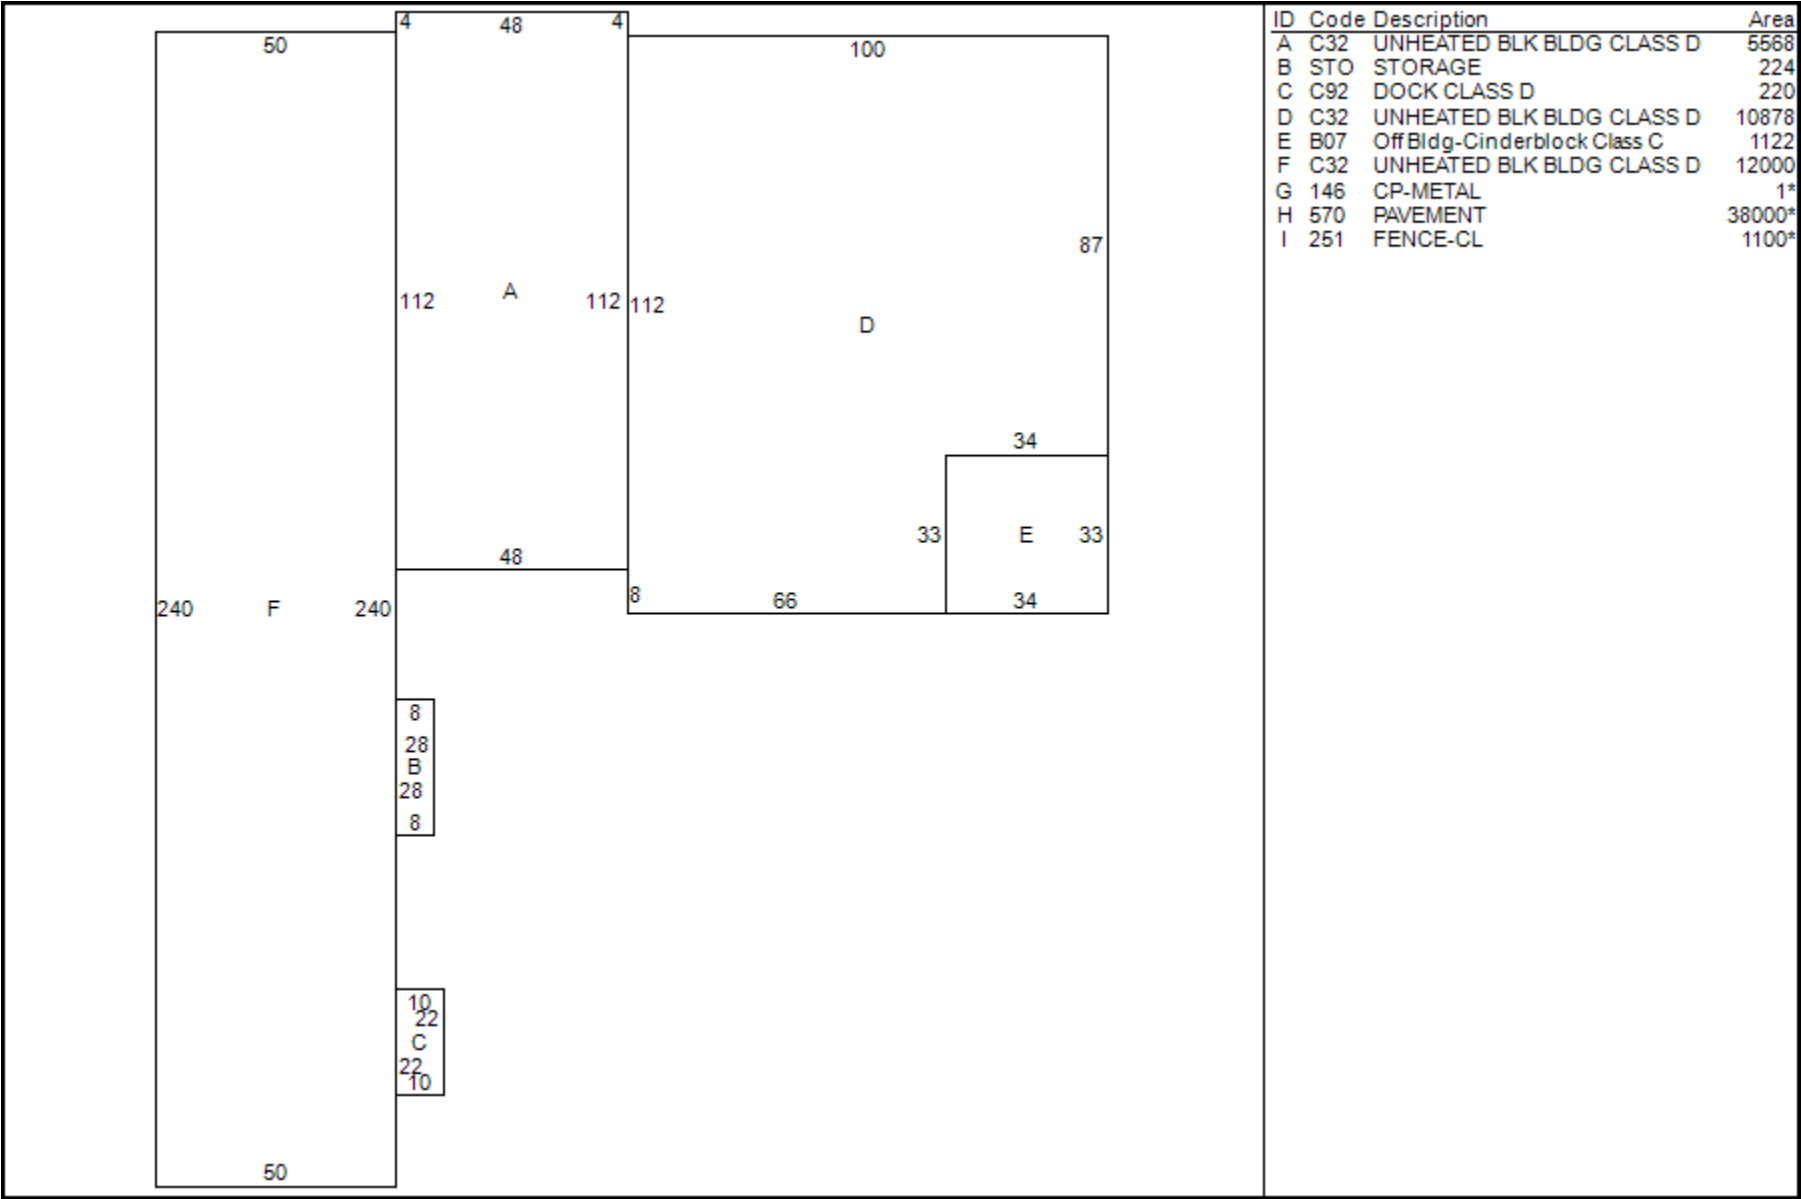 4 48 4
50
100
87
112 A 112 112
D
34
33 E 33
48
8 66 34
240 F 240
8
28
B
28
8
10
22
C
22
10
50
ID Code Description Area
A C32 UNHEATED BLK BLDG CLASS D 5568
B STO STORAGE 224
C C92 DOCK CLASS D 220
D C32 UNHEATED BLK BLDG CLASS D 10878
E B07 Off Bldg-Cinderblock Class C 1122
F C32 UNHEATED BLK BLDG CLASS D 12000
G 146 CP-METAL 1*
H 570 PAVEMENT 38000*
I 251 FENCE-CL 1100*